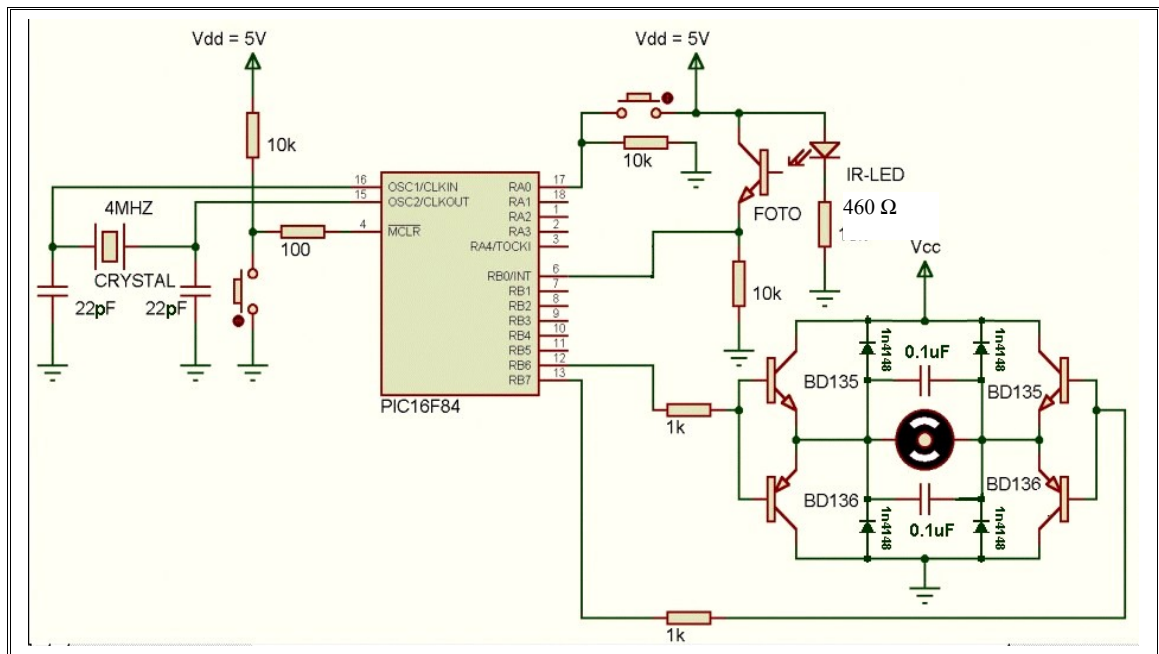 Vdd = 5V
Vdd = 5V
10k
10k
IR-LED
FOTO
460 Ω
4MHZ
CRYSTAL
22pF
22pF
100
16
15
4
OSC1/CLKIN
OSC2/CLKOUT
MCLR
RA0
RA1
RA2
RA3
RA4/TOCKI
RB0/INT
RB1
RB2
RB3
RB4
RB5
RB6
RB7
17
18
1
2
3
6
7
8
9
10
11
12
13
PIC16F84
10k
Vcc
1n4148
0.1uF
1n4148
BD135
BD135
1k
BD136
BD136
1n4148
0.1uF
1n4148
1k